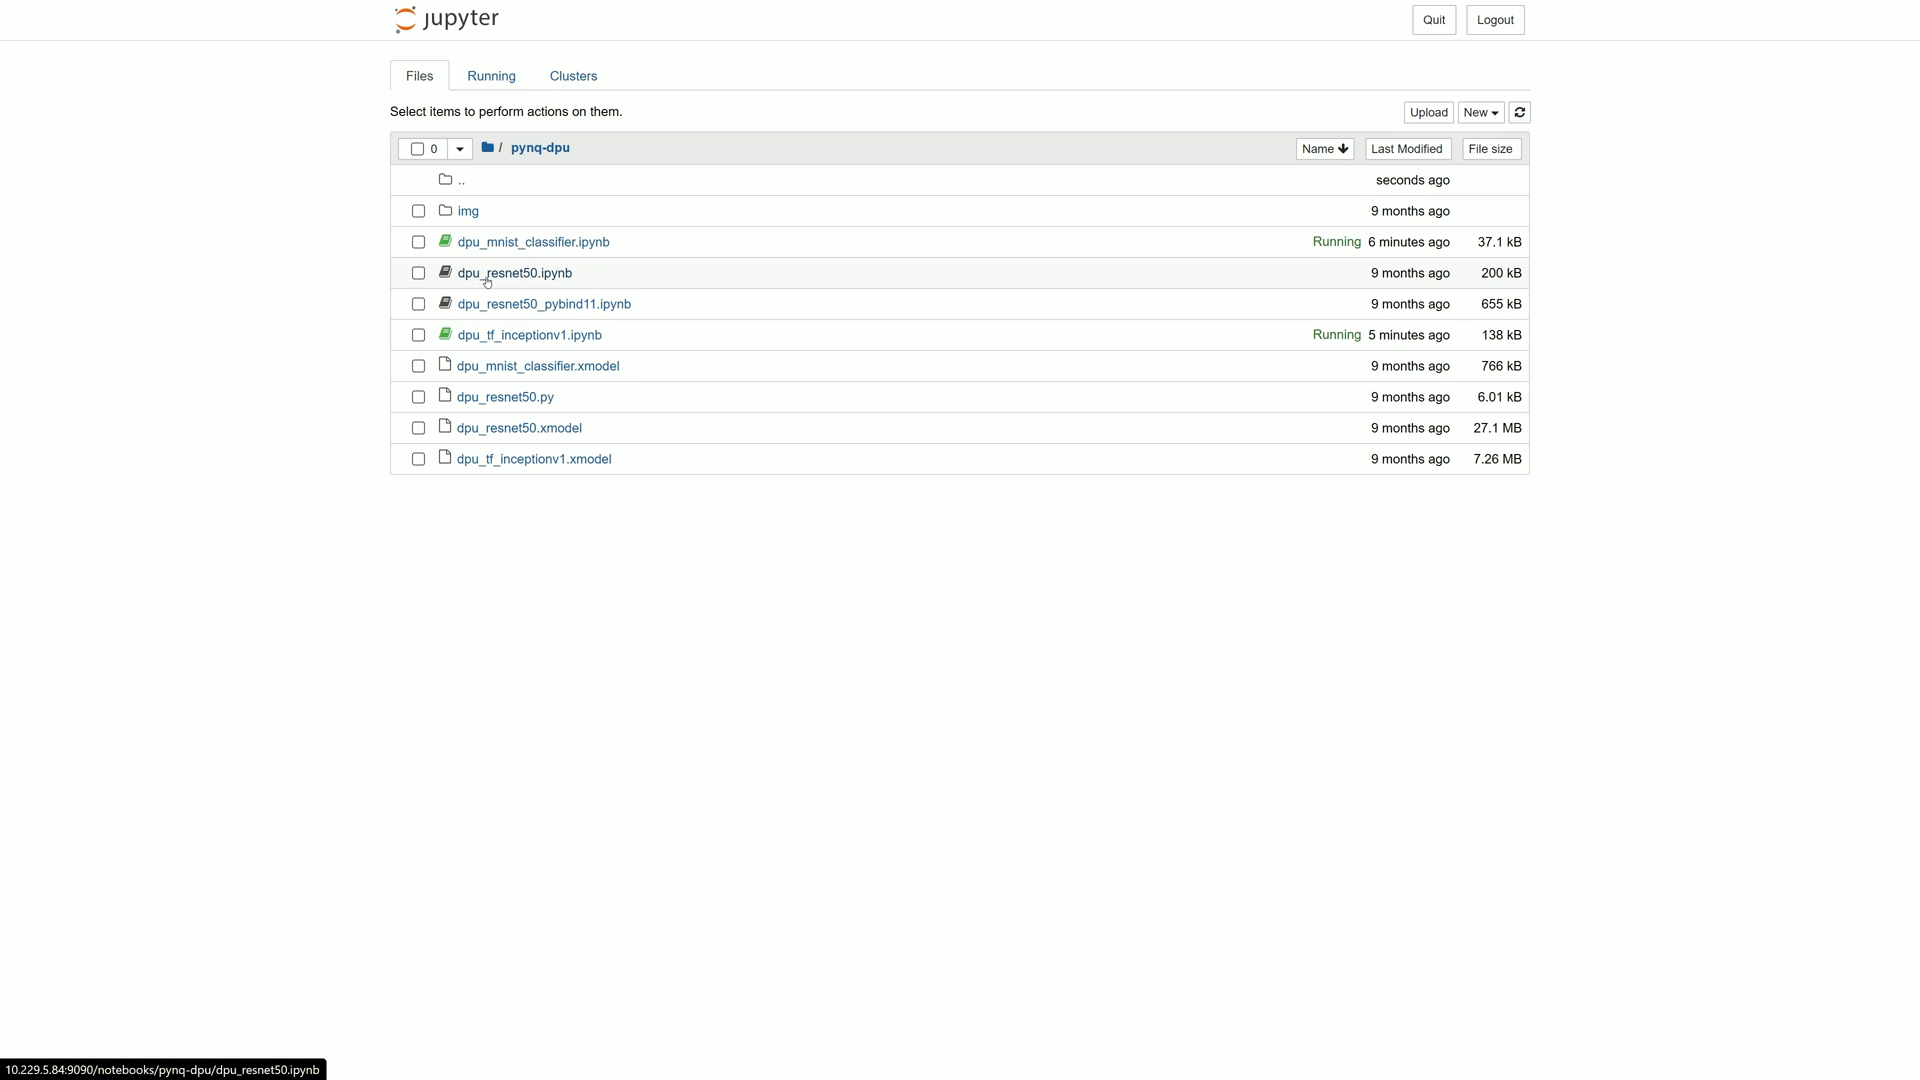 jupyter
Quit
Logout
Files
Running
Clusters
Select items to perform actions on them.
Upload
New
0
/ pynq-dpu
Name
Last Modified
File size
..
seconds ago
img
9 months ago
dpu_mnist_classifier.ipynb
Running 6 minutes ago 37.1 kB
dpu_resnet50.ipynb
9 months ago 200 kB
dpu_resnet50_pybind11.ipynb
9 months ago 655 kB
dpu_tf_inceptionv1.ipynb
Running 5 minutes ago 138 kB
dpu_mnist_classifier.xmodel
9 months ago 766 kB
dpu_resnet50.py
9 months ago 6.01 kB
dpu_resnet50.xmodel
9 months ago 27.1 MB
dpu_tf_inceptionv1.xmodel
9 months ago 7.26 MB
10.229.5.84:9090/notebooks/pynq-dpu/dpu_resnet50.ipynb